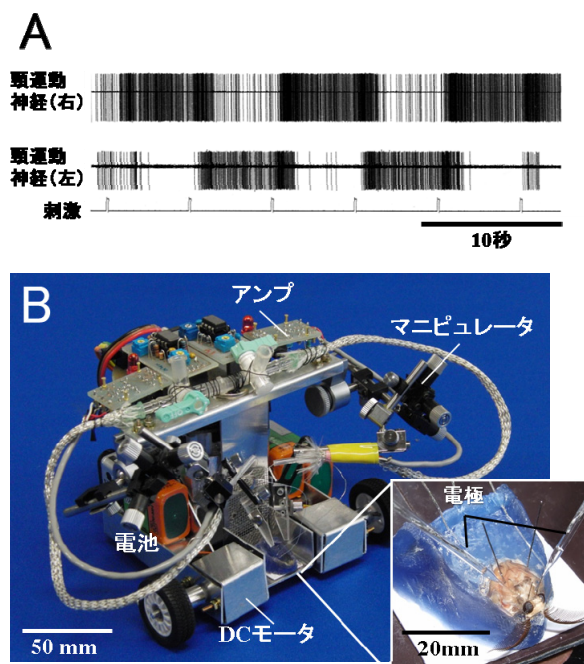 A
頸運動
神経(右)
頸運動
神経(左)
刺激
10秒
B
アンプ
マニピュレータ
電極
電池
DCモータ
50 mm
20mm